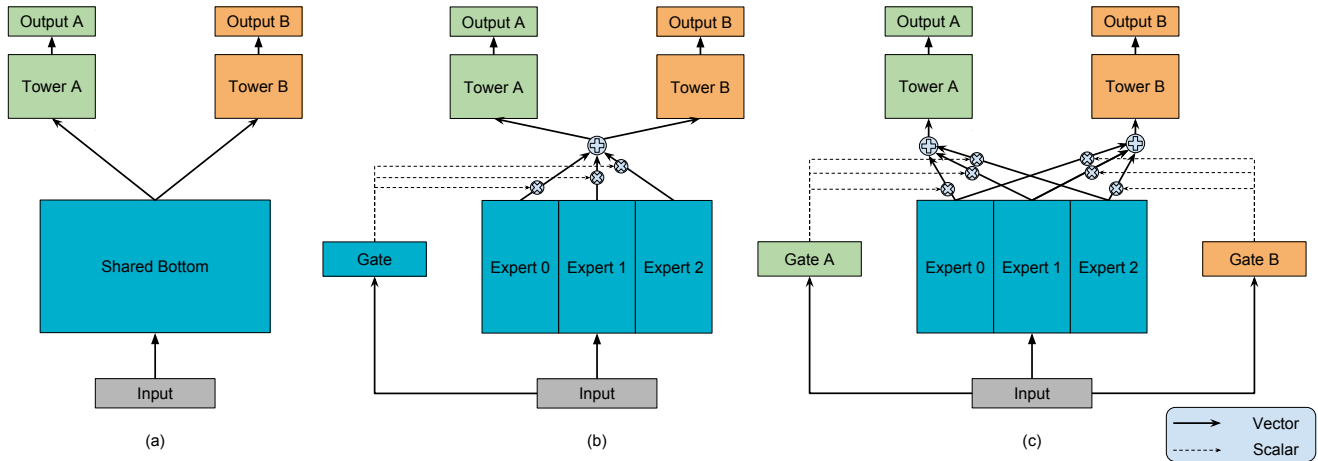 Output A
Output B
Tower A
Tower B
Shared Bottom
Input
(a)
Output A
Output B
Tower A
Tower B
Gate
Expert 0
Expert 1
Expert 2
Input
(b)
Output A
Output B
Tower A
Tower B
Gate A
Expert 0
Expert 1
Expert 2
Gate B
Input
(c)
Vector
Scalar